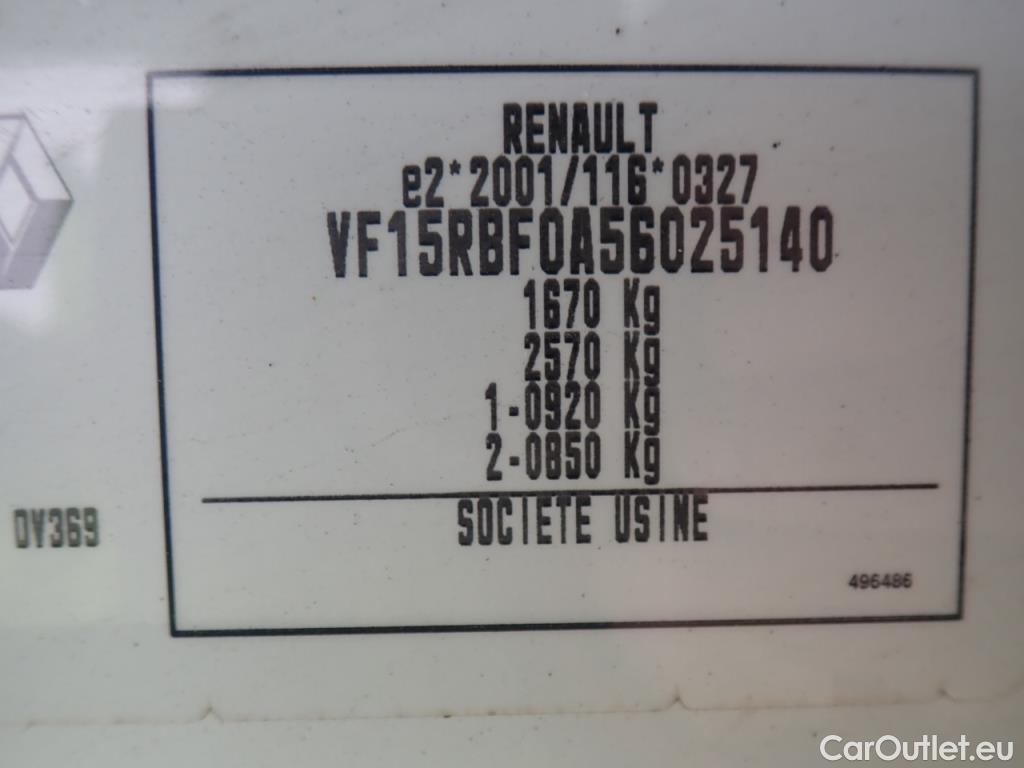 RENAULT
e2*2001/116*0327
VF15RBF0A56025140
1670 Kg
2570 Kg
1-0920 Kg
2-0850 Kg
SOCIETE USINE
DV369
496486
CarOutlet.eu